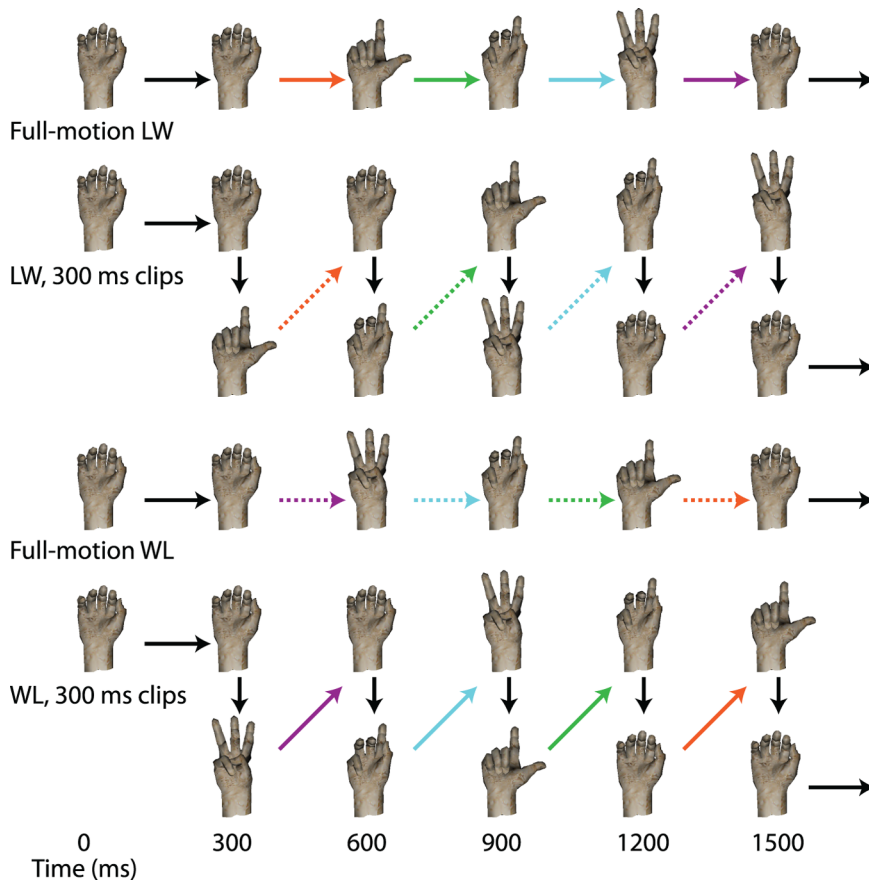 Full-motion LW
LW, 300 ms clips
Full-motion WL
WL, 300 ms clips
0 300 600 900 1200 1500
Time (ms)